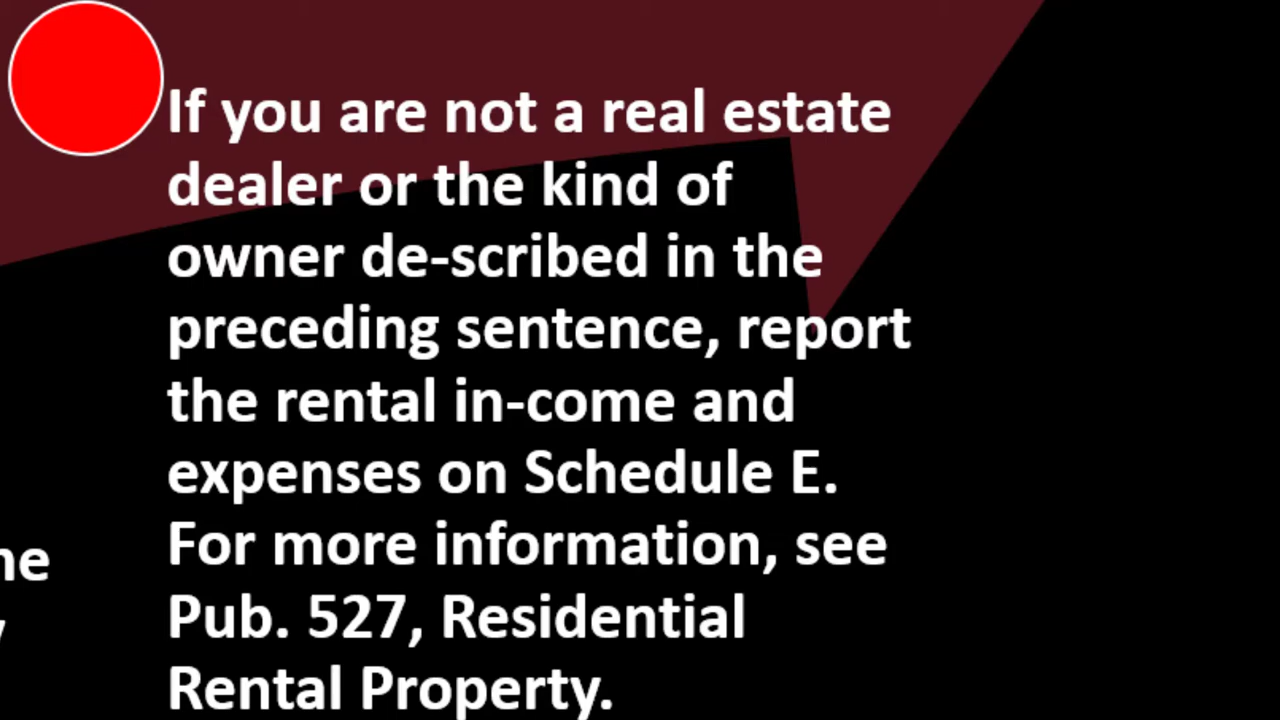 If you are not a real estate
dealer or the kind of
owner de-scribed in the
preceding sentence, report
the rental in-come and
expenses on Schedule E.
For more information, see
Pub. 527, Residential
Rental Property.